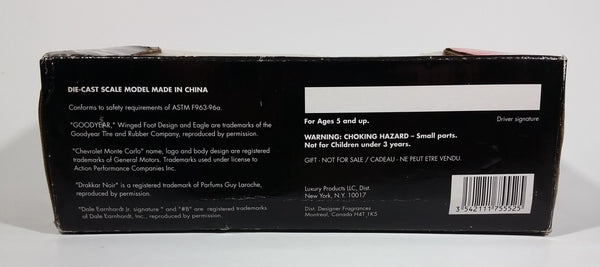 DIE-CAST SCALE MODEL MADE IN CHINA
Conforms to safety requirements of ASTM F963-96a.
"GOODYEAR," Winged Foot Design and Eagle are trademarks of the
Goodyear Tire and Rubber Company, reproduced by permission.
"Chevrolet Monte Carlo" name, logo and body design are registered
trademarks of General Motors. Trademarks used under license to
Action Performance Companies Inc.
"Drakkar Noir" is a registered trademark of Parfums Guy Laroche,
reproduced by permission.
"Dale Earnhardt Jr. signature" and "#8" are registered trademarks
of Dale Earnhardt, Inc., reproduced by permission.
For Ages 5 and up.
Driver signature
WARNING: CHOKING HAZARD – Small parts.
Not for Children under 3 years.
GIFT - NOT FOR SALE / CADEAU - NE PEUT ETRE VENDU.
Luxury Products LLC, Dist.
New York, N.Y. 10017
Dist. Designer Fragrances
Montreal, Canada H4T 1K5
3 542111 755525